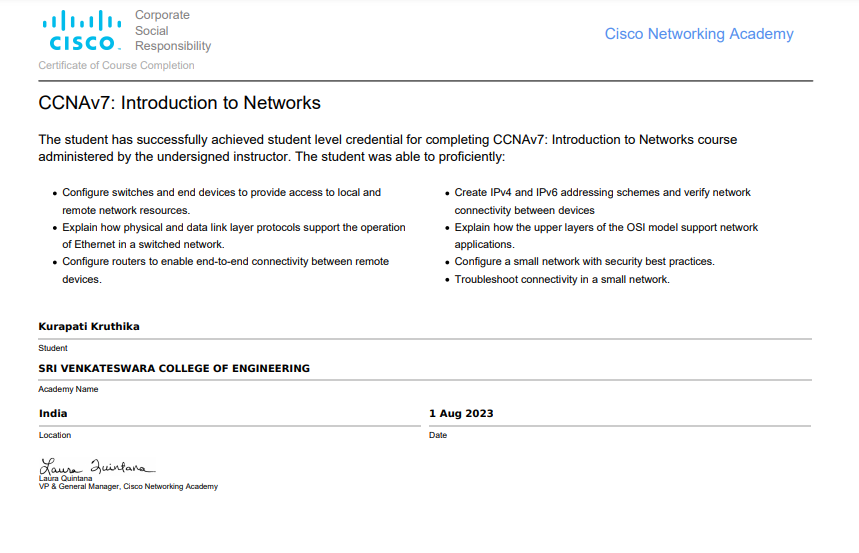 CISCO
Corporate
Social
Responsibility
Cisco Networking Academy
Certificate of Course Completion
CCNAv7: Introduction to Networks
The student has successfully achieved student level credential for completing CCNAv7: Introduction to Networks course
administered by the undersigned instructor. The student was able to proficiently:
• Configure switches and end devices to provide access to local and
remote network resources.
• Explain how physical and data link layer protocols support the operation
of Ethernet in a switched network.
• Configure routers to enable end-to-end connectivity between remote
devices.
• Create IPv4 and IPv6 addressing schemes and verify network
connectivity between devices
• Explain how the upper layers of the OSI model support network
applications.
• Configure a small network with security best practices.
• Troubleshoot connectivity in a small network.
Kurapati Kruthika
Student
SRI VENKATESWARA COLLEGE OF ENGINEERING
Academy Name
India
Location
1 Aug 2023
Date
Laura Quintana
Laura Quintana
VP & General Manager, Cisco Networking Academy